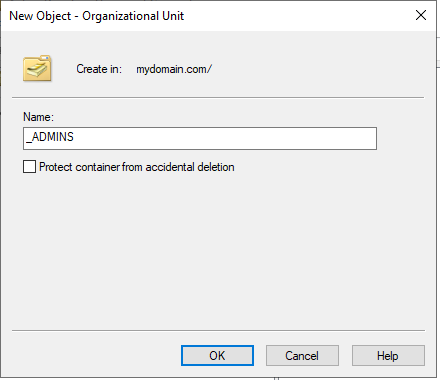 New Object - Organizational Unit
Create in: mydomain.com/
Name:
_ADMINS
Protect container from accidental deletion
OK Cancel Help